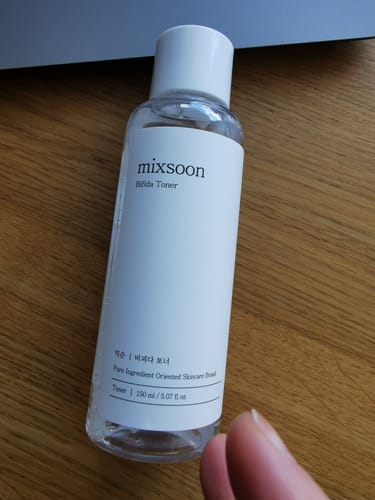 mixsoon
Bifida Toner
믹순 | 비피다 토너
Pure Ingredient Oriented Skincare Brand
Toner | 150 ml / 5.07 fl.oz